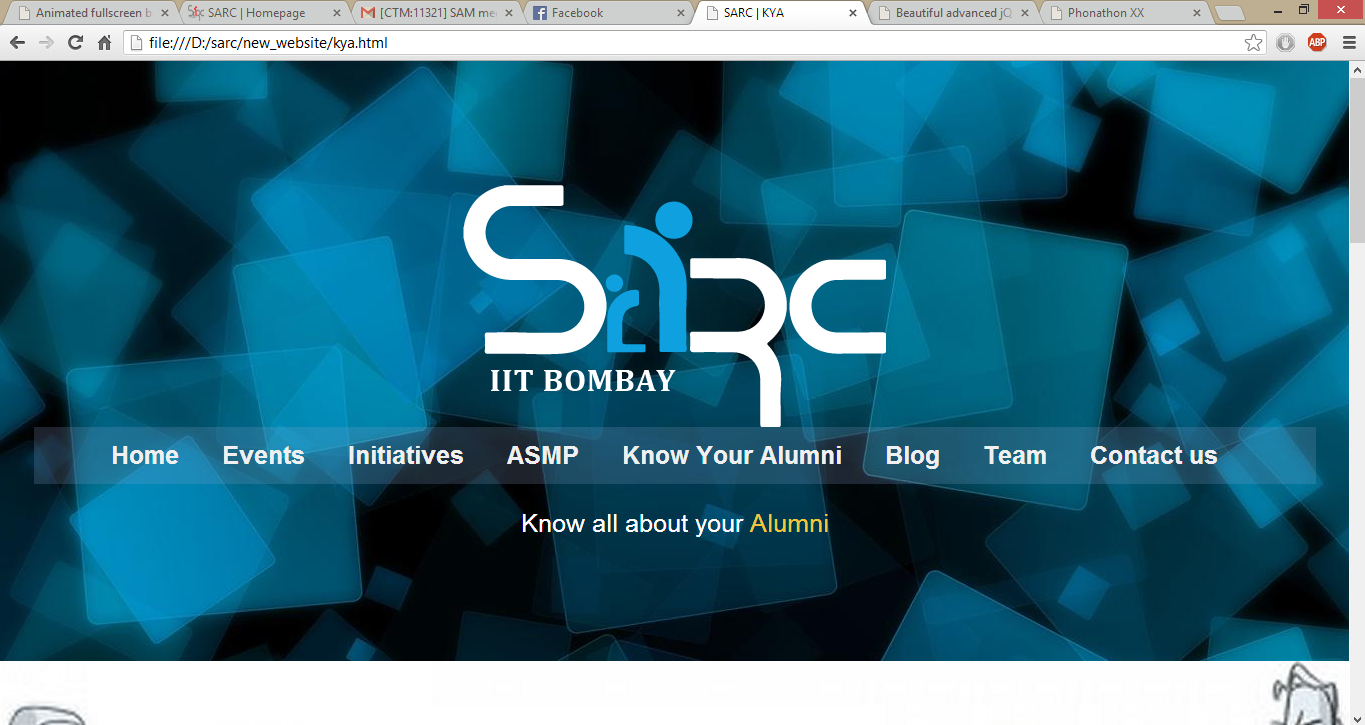 Animated fullscreen b
SARC | Homepage
[CTM:11321] SAM me
Facebook
SARC | KYA
Beautiful advanced jQ
Phonathon XX
file:///D:/sarc/new_website/kya.html
ABP
SARC
IIT BOMBAY
Home Events Initiatives ASMP Know Your Alumni Blog Team Contact us
Know all about your Alumni